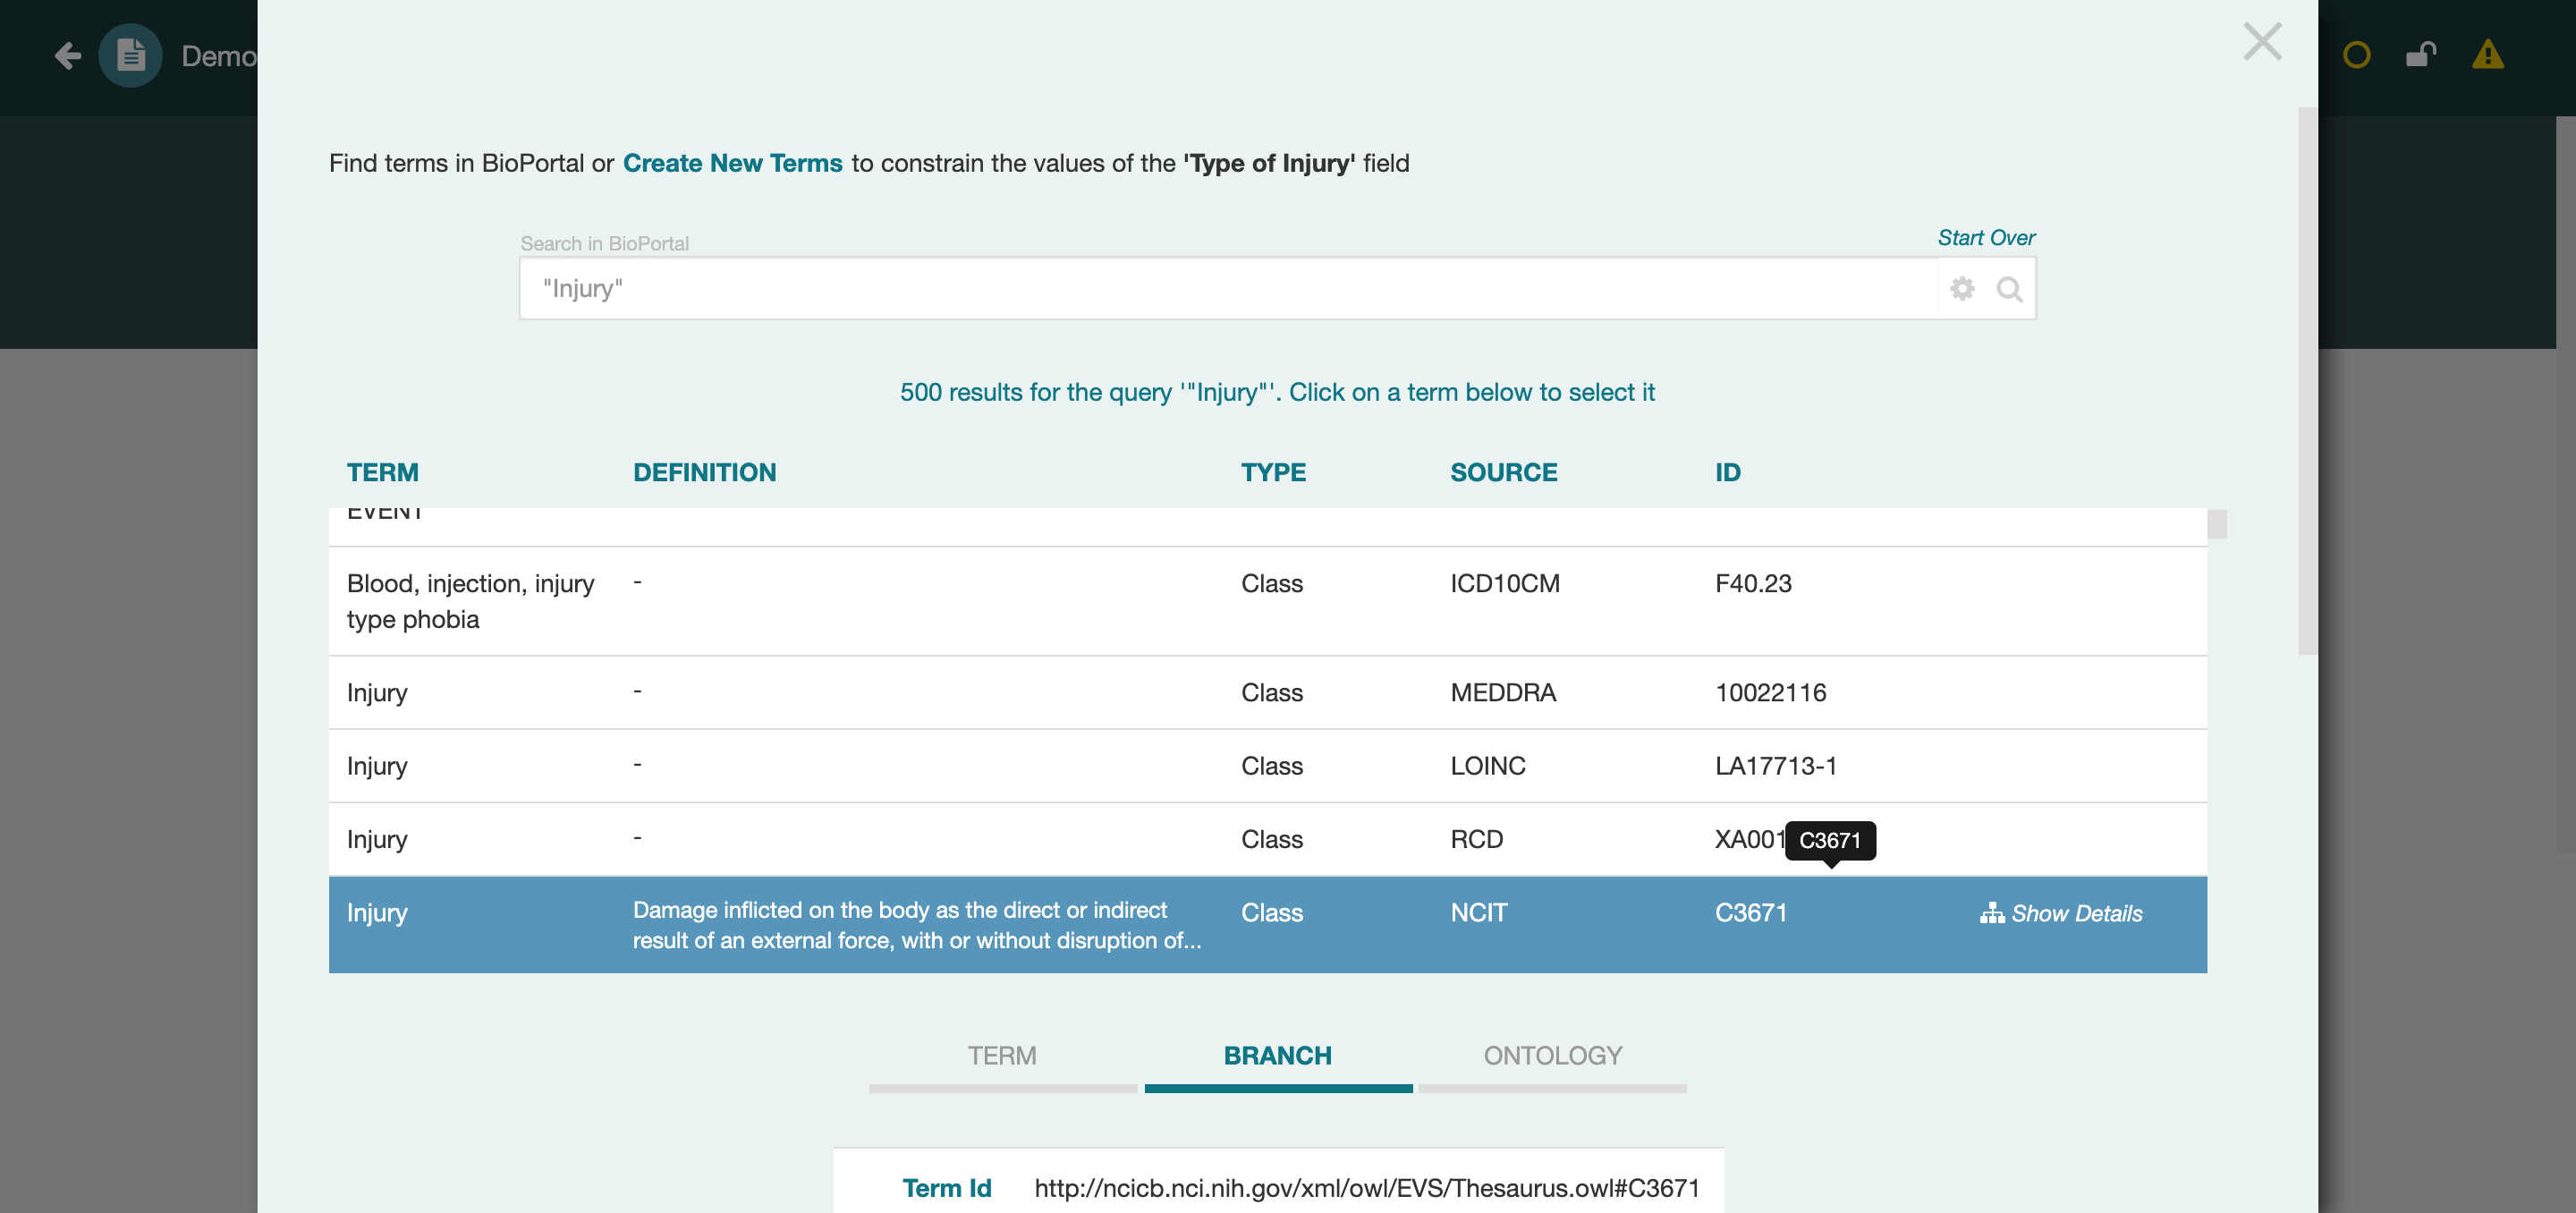 Demo
Find terms in BioPortal or Create New Terms to constrain the values of the 'Type of Injury' field
Search in BioPortal
Start Over
"Injury"
500 results for the query '"Injury"'. Click on a term below to select it
TERM DEFINITION TYPE SOURCE ID
EVENT
Blood, injection, injury - Class ICD10CM F40.23
type phobia
Injury - Class MEDDRA 10022116
Injury - Class LOINC LA17713-1
Injury - Class RCD XA001
C3671
Injury Damage inflicted on the body as the direct or indirect Class NCIT C3671 Show Details
result of an external force, with or without disruption of...
TERM BRANCH ONTOLOGY
Term Id http://ncicb.nci.nih.gov/xml/owl/EVS/Thesaurus.owl#C3671